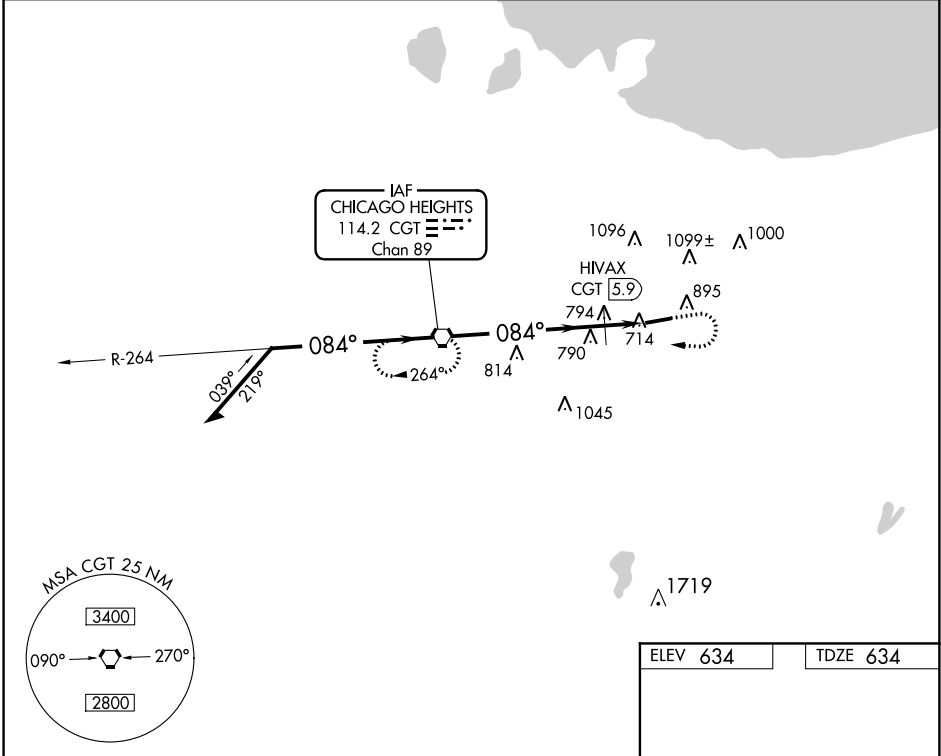 IAF
CHICAGO HEIGHTS
114.2 CGT
Chan 89
1096
1099±
1000
HIVAX
CGT 5.9
895
794
714
790
084°
084°
R-264
264°
814
039°
219°
1045
1719
MSA CGT 25 NM
3400
090°
270°
2800
ELEV 634
TDZE 634